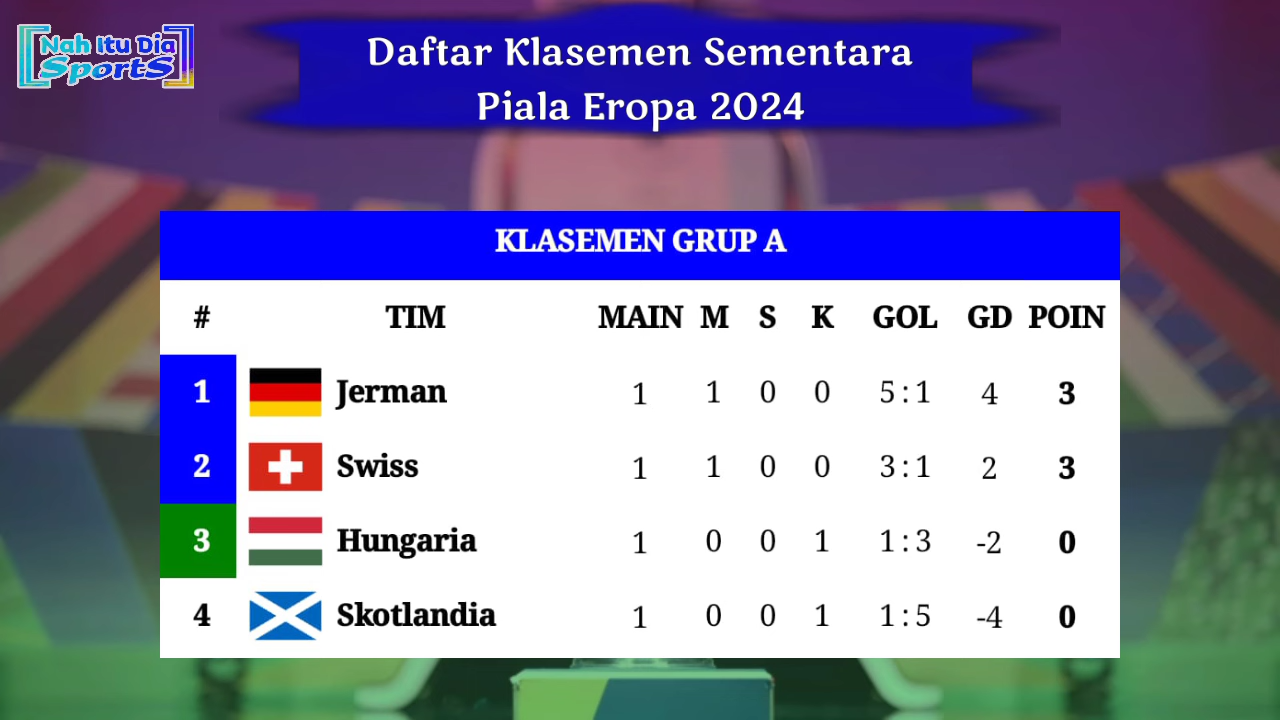 Nah Itu Dia
Sports
Daftar Klasemen Sementara
Piala Eropa 2024
KLASEMEN GRUP A
# TIM MAIN M S K GOL GD POIN
1 Jerman 1 1 0 0 5 : 1 4 3
2 Swiss 1 1 0 0 3 : 1 2 3
3 Hungaria 1 0 0 1 1 : 3 -2 0
4 Skotlandia 1 0 0 1 1 : 5 -4 0